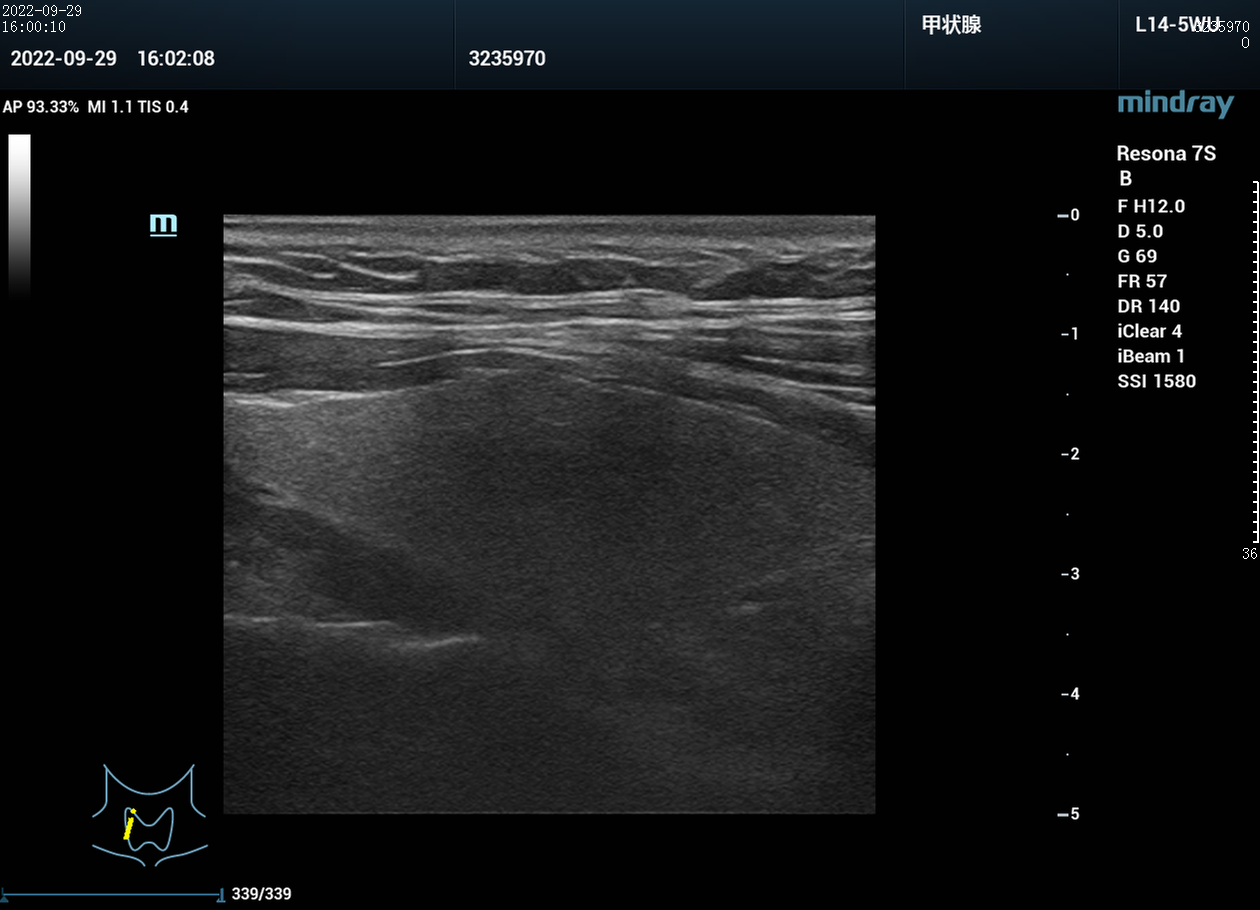 2022-09-29
16:00:10
甲状腺
L14-5WU
3235970
0
2022-09-29 16:02:08
3235970
AP 93.33% MI 1.1 TIS 0.4
mindray
Resona 7S
B
F H12.0
D 5.0
G 69
FR 57
DR 140
iClear 4
iBeam 1
SSI 1580
m
0
-1
-2
-3
-4
-5
36
339/339